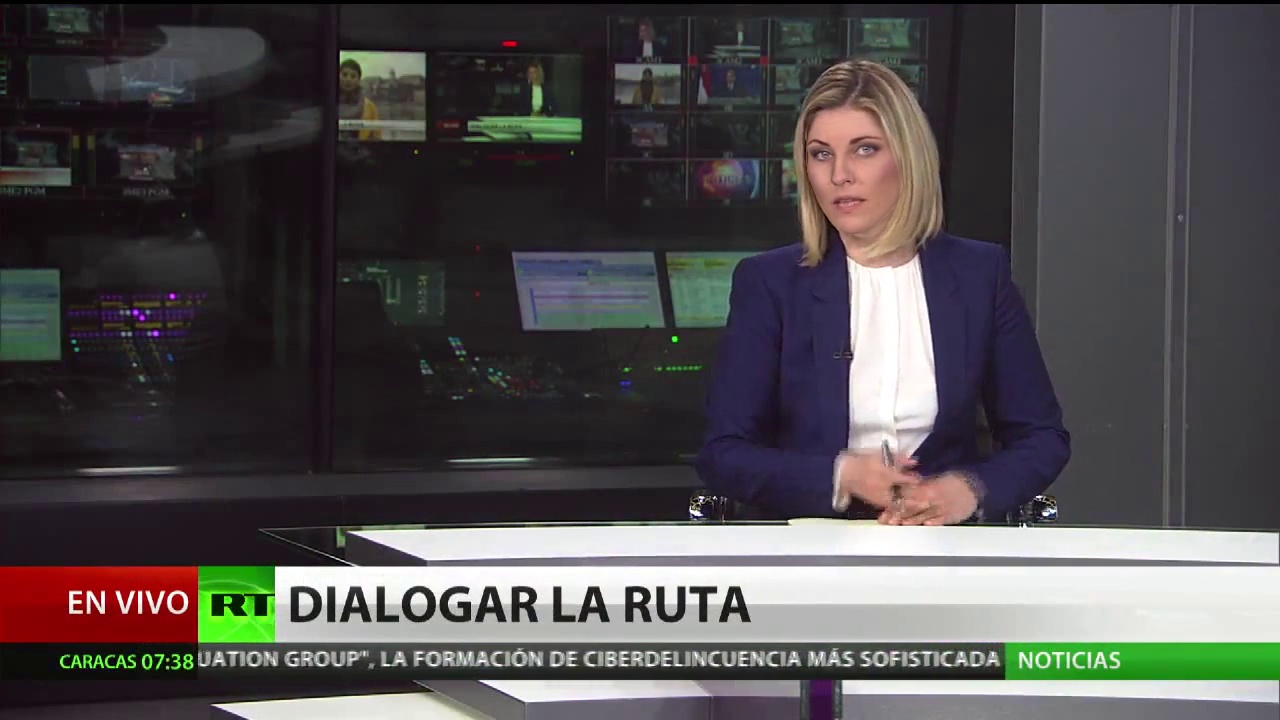 EN VIVO
RT
DIALOGAR LA RUTA
CARACAS 07:38
UATION GROUP", LA FORMACIÓN DE CIBERDELINCUENCIA MÁS SOFISTICADA
NOTICIAS